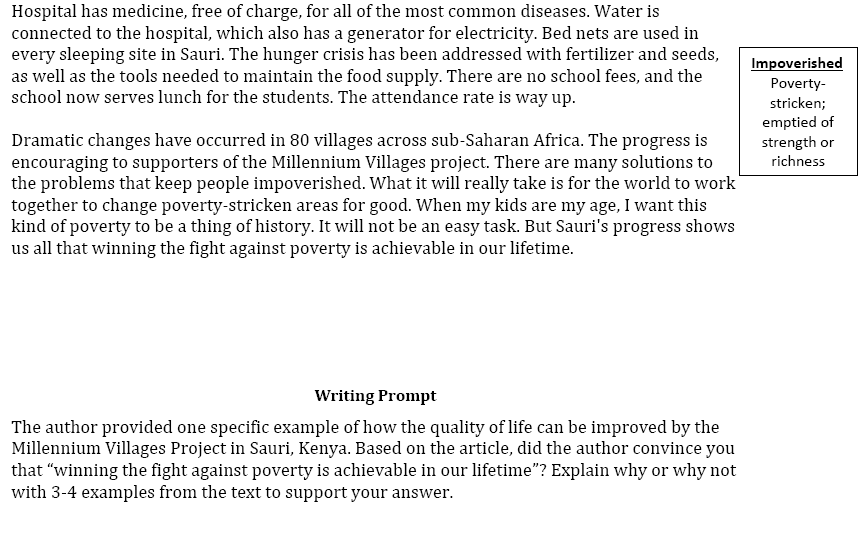 Hospital has medicine, free of charge, for all of the most common diseases. Water is
connected to the hospital, which also has a generator for electricity. Bed nets are used in
every sleeping site in Sauri. The hunger crisis has been addressed with fertilizer and seeds,
as well as the tools needed to maintain the food supply. There are no school fees, and the
school now serves lunch for the students. The attendance rate is way up.
Impoverished
Poverty-
stricken;
emptied of
strength or
richness
Dramatic changes have occurred in 80 villages across sub-Saharan Africa. The progress is
encouraging to supporters of the Millennium Villages project. There are many solutions to
the problems that keep people impoverished. What it will really take is for the world to work
together to change poverty-stricken areas for good. When my kids are my age, I want this
kind of poverty to be a thing of history. It will not be an easy task. But Sauri's progress shows
us all that winning the fight against poverty is achievable in our lifetime.
Writing Prompt
The author provided one specific example of how the quality of life can be improved by the
Millennium Villages Project in Sauri, Kenya. Based on the article, did the author convince you
that “winning the fight against poverty is achievable in our lifetime”? Explain why or why not
with 3-4 examples from the text to support your answer.